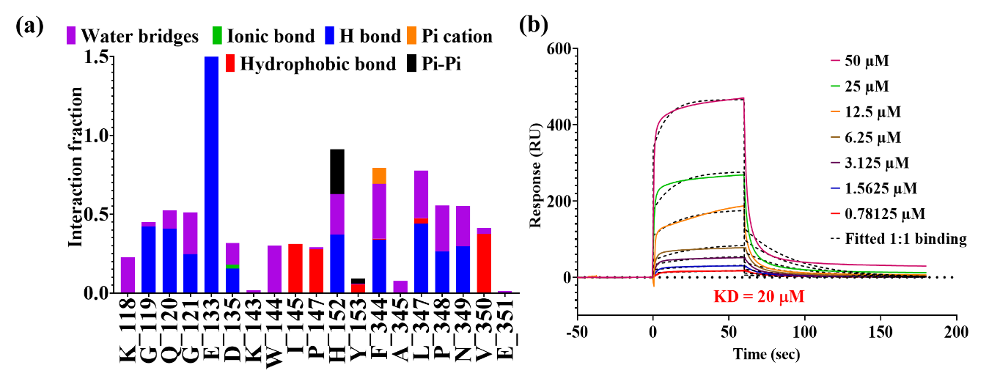 (a)
Water bridges Ionic bond H bond Pi cation
Hydrophobic bond Pi-Pi
Interaction fraction
1.5
1.0
0.5
0.0
K_118
G_119
Q_120
G_121
E_133
D_135
K_143
W_144
I_145
P_147
H_152
Y_153
F_344
A_345
L_347
P_348
N_349
V_350
E_351
(b)
Response (RU)
600
400
200
0
50 µM
25 µM
12.5 µM
6.25 µM
3.125 µM
1.5625 µM
0.78125 µM
Fitted 1:1 binding
KD = 20 µM
-50 0 50 100 150 200
Time (sec)